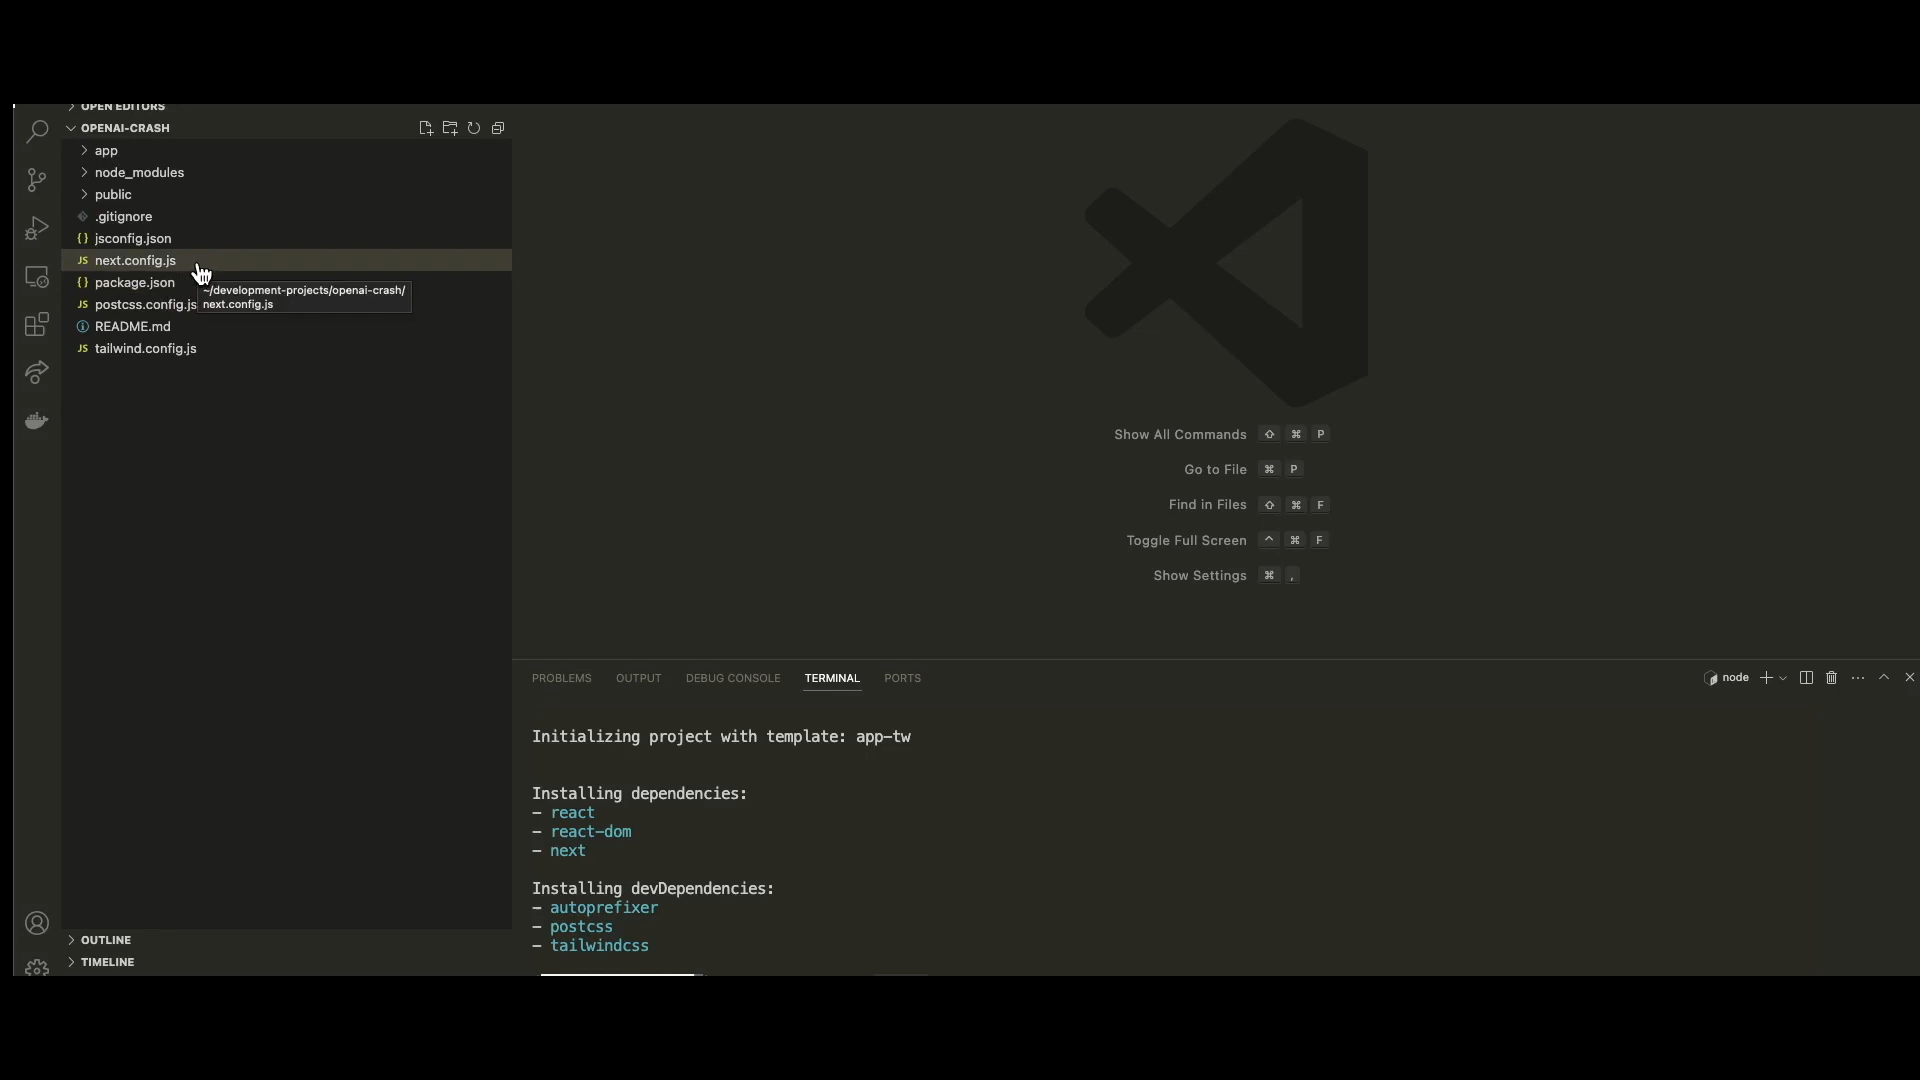 OPEN EDITORS
OPENAI-CRASH
app
node_modules
public
.gitignore
{} jsconfig.json
JS next.config.js
{} package.json
~/development-projects/openai-crash/
next.config.js
JS postcss.config.js
README.md
JS tailwind.config.js
Show All Commands ⇧ ⌘ P
Go to File ⌘ P
Find in Files ⇧ ⌘ F
Toggle Full Screen ^ ⌘ F
Show Settings ⌘ ,
PROBLEMS OUTPUT DEBUG CONSOLE TERMINAL PORTS
node
Initializing project with template: app-tw
Installing dependencies:
- react
- react-dom
- next
Installing devDependencies:
- autoprefixer
- postcss
- tailwindcss
OUTLINE
TIMELINE